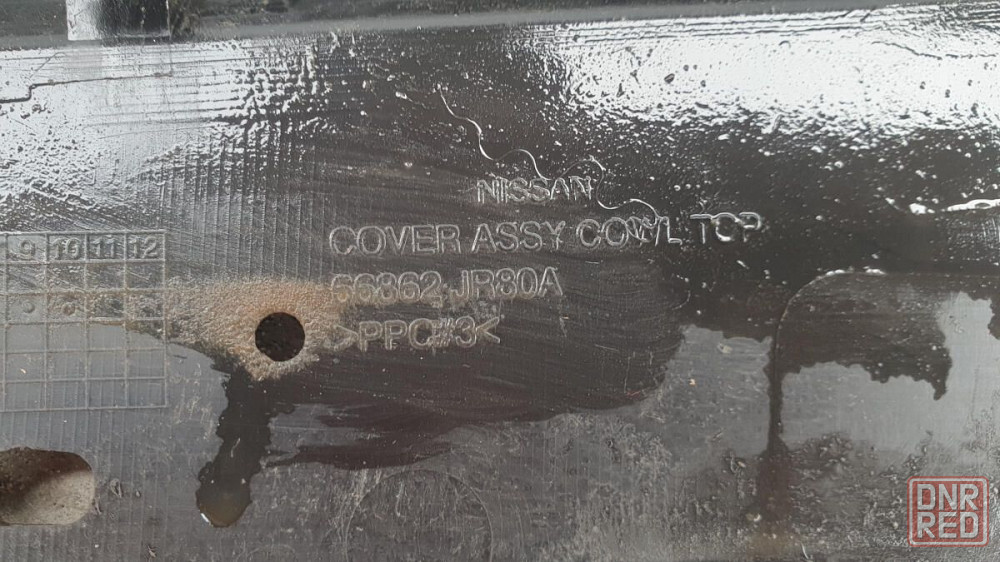 NISSAN
COVER ASSY COWL TOP
66862 JR80A
>PPC#3<
9 10 11 12
DNR
RED